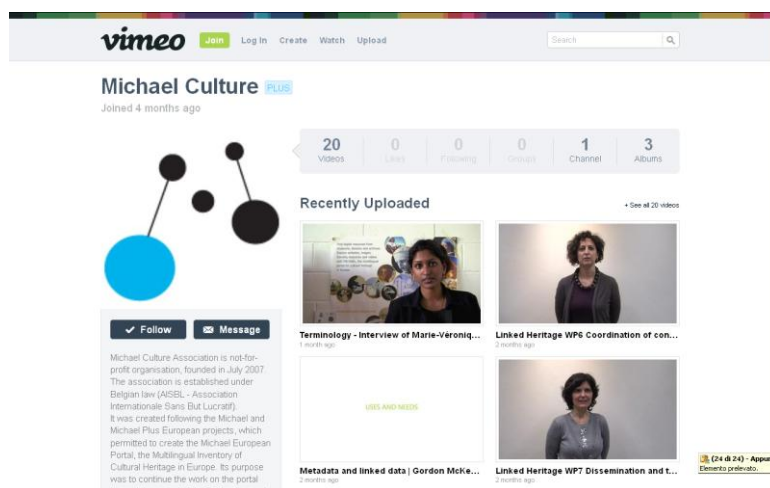 vimeo Join Log In Create Watch Upload Search
Michael Culture PLUS
Joined 4 months ago
20 0 0 0 1 3
Videos Likes Following Groups Channel Albums
Recently Uploaded + See all 20 videos
Terminology - Interview of Marie-Véroniq... Linked Heritage WP6 Coordination of con...
1 month ago 2 months ago
Follow Message
Michael Culture Association is not-for-
profit organisation, founded in July 2007.
The association is established under
Belgian law (AISBL - Association
Internationale Sans But Lucratif).
It was created following the Michael and
Michael Plus European projects, which
permitted to create the Michael European
Portal, the Multilingual Inventory of
Cultural Heritage in Europe. Its purpose
was to continue the work on the portal
USES AND NEEDS
Metadata and linked data | Gordon McKe... Linked Heritage WP7 Dissemination and t...
2 months ago 2 months ago
(24 di 24) - Appu
Elemento prelevato.